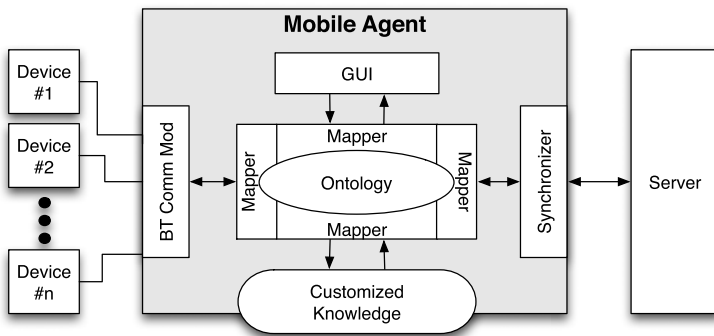 Mobile Agent
Device
#1
Device
#2
Device
#n
BT Comm Mod
GUI
Mapper
Mapper
Ontology
Mapper
Mapper
Customized
Knowledge
Synchronizer
Server